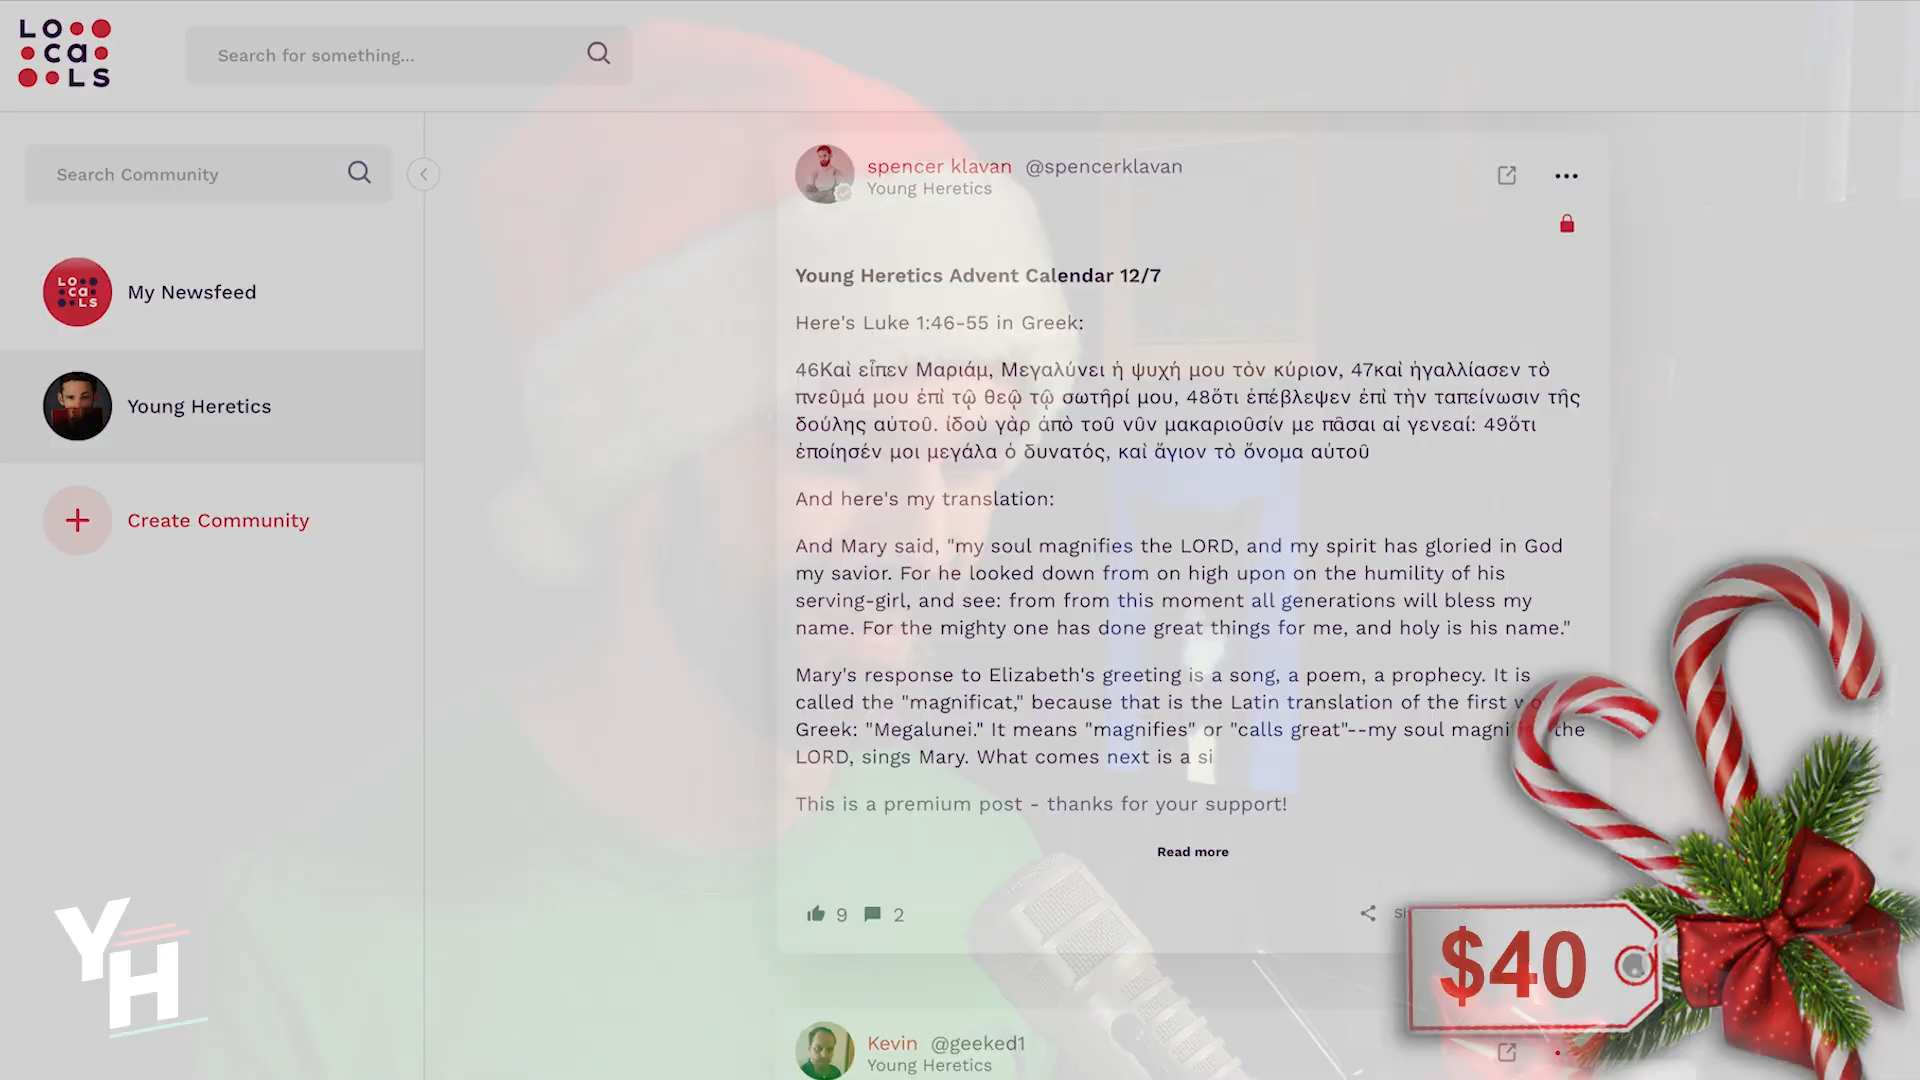 LO
ca
LS
Search for something...
Search Community
My Newsfeed
Young Heretics
Create Community
spencer klavan @spencerklavan
Young Heretics
Young Heretics Advent Calendar 12/7
Here's Luke 1:46-55 in Greek:
46Καὶ εἶπεν Μαριάμ, Μεγαλύνει ἡ ψυχή μου τὸν κύριον, 47καὶ ἠγαλλίασεν τὸ
πνεῦμά μου ἐπὶ τῷ θεῷ τῷ σωτῆρί μου, 48ὅτι ἐπέβλεψεν ἐπὶ τὴν ταπείνωσιν τῆς
δούλης αὐτοῦ. ἰδοὺ γὰρ ἀπὸ τοῦ νῦν μακαριοῦσίν με πᾶσαι αἱ γενεαί: 49ὅτι
ἐποίησέν μοι μεγάλα ὁ δυνατός, καὶ ἅγιον τὸ ὄνομα αὐτοῦ
And here's my translation:
And Mary said, "my soul magnifies the LORD, and my spirit has gloried in God
my savior. For he looked down from on high upon on the humility of his
serving-girl, and see: from from this moment all generations will bless my
name. For the mighty one has done great things for me, and holy is his name."
Mary's response to Elizabeth's greeting is a song, a poem, a prophecy. It is
called the "magnificat," because that is the Latin translation of the first
Greek: "Megalunei." It means "magnifies" or "calls great"--my soul the
LORD, sings Mary. What comes next is a si
This is a premium post - thanks for your support!
Read more
9 2
$40
YH
Kevin @geeked1
Young Heretics